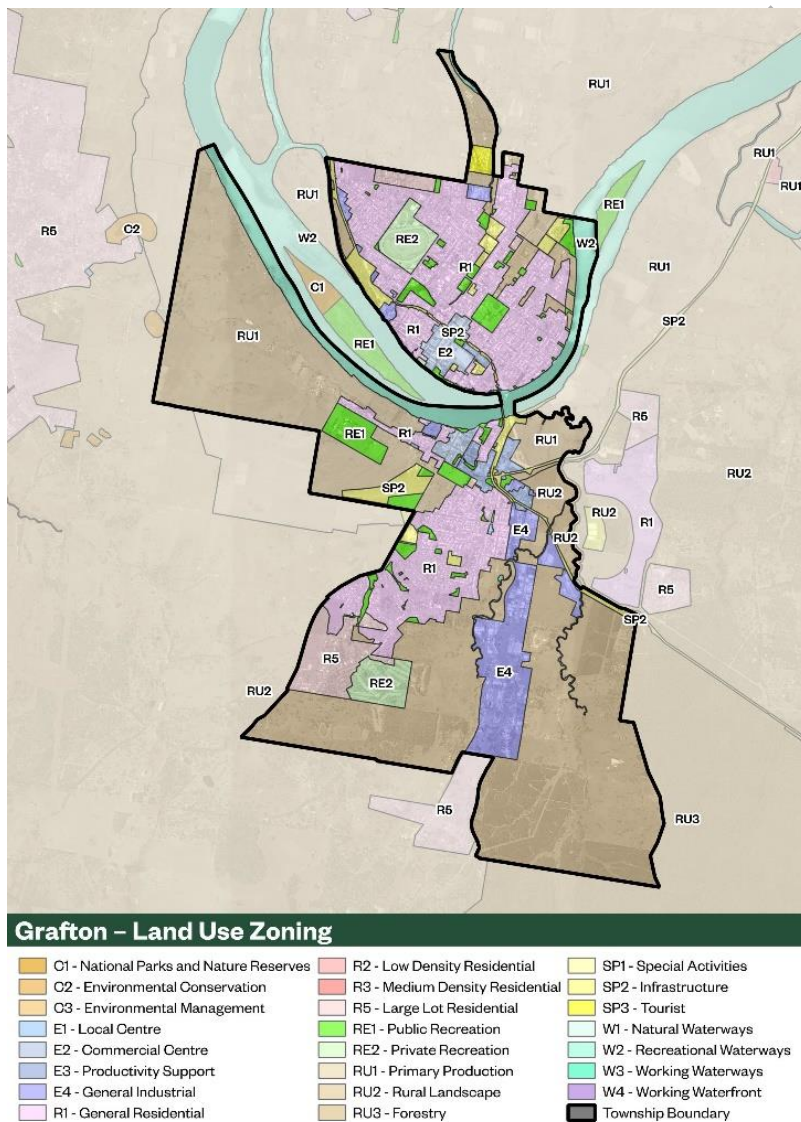 RU1
RU1
RU1
R5
C2
RU1
RE1
W2
RE2
W2
R1
RU1
C1
SP2
RU1
R1
SP2
RE1
E2
R5
RE1
R1
RU1
RU2
SP2
RU2
RU2
E4
R1
RU2
R1
R5
SP2
R5
E4
RU2
RE2
R5
RU3
Grafton – Land Use Zoning
C1 - National Parks and Nature Reserves
C2 - Environmental Conservation
C3 - Environmental Management
E1 - Local Centre
E2 - Commercial Centre
E3 - Productivity Support
E4 - General Industrial
R1 - General Residential
R2 - Low Density Residential
R3 - Medium Density Residential
R5 - Large Lot Residential
RE1 - Public Recreation
RE2 - Private Recreation
RU1 - Primary Production
RU2 - Rural Landscape
RU3 - Forestry
SP1 - Special Activities
SP2 - Infrastructure
SP3 - Tourist
W1 - Natural Waterways
W2 - Recreational Waterways
W3 - Working Waterways
W4 - Working Waterfront
Township Boundary